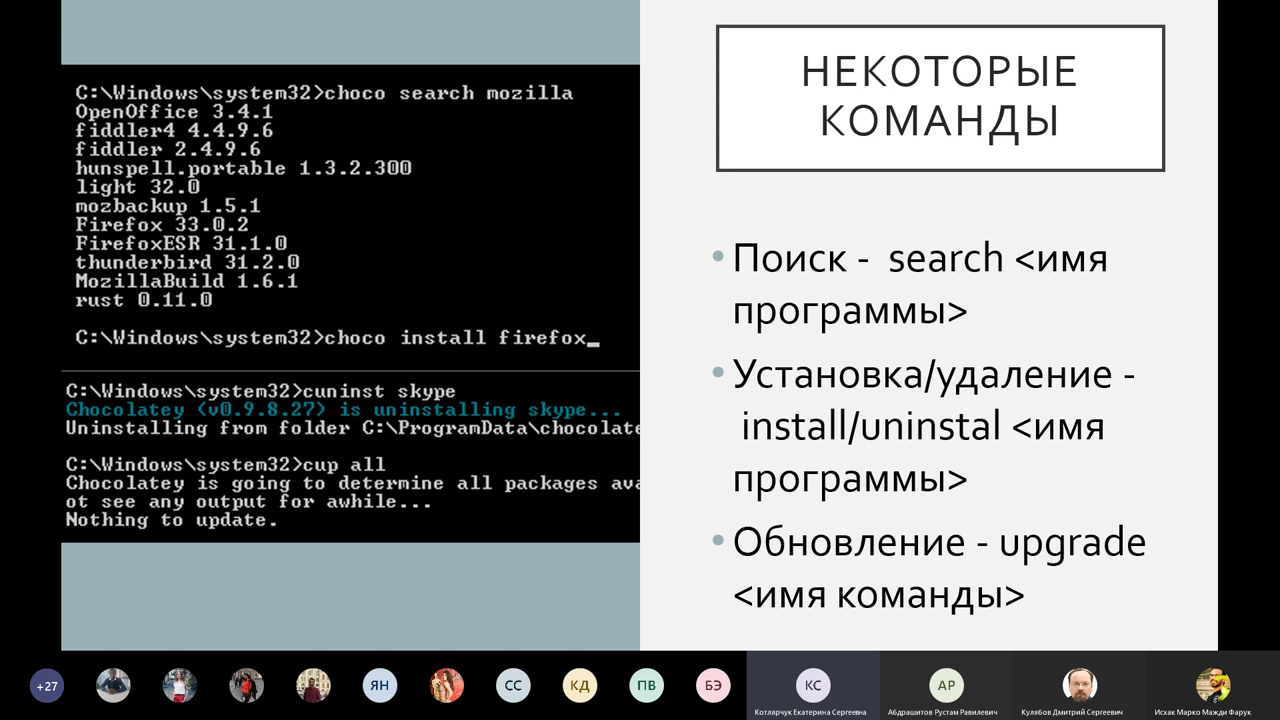 C:\Windows\system32>choco search mozilla
OpenOffice 3.4.1
fiddler4 4.4.9.6
fiddler 2.4.9.6
hunspell.portable 1.3.2.300
light 32.0
mozbackup 1.5.1
Firefox 33.0.2
FirefoxESR 31.1.0
thunderbird 31.2.0
MozillaBuild 1.6.1
rust 0.11.0
C:\Windows\system32>choco install firefox_
C:\Windows\system32>cuninst skype
Chocolatey (v0.9.8.27) is uninstalling skype...
Uninstalling from folder C:\ProgramData\chocolate
C:\Windows\system32>cup all
Chocolatey is going to determine all packages ava
ot see any output for awhile...
Nothing to update.
НЕКОТОРЫЕ
КОМАНДЫ
• Поиск - search <имя
программы>
• Установка/удаление -
install/uninstal <имя
программы>
• Обновление - upgrade
<имя команды>
+27
ЯН
СС
КД
ПВ
БЭ
КС
АР
Котлярчук Екатерина Сергеевна
Абдрашитов Рустам Равилевич
Кулябов Дмитрий Сергеевич
Исхак Марко Мажди Фарук